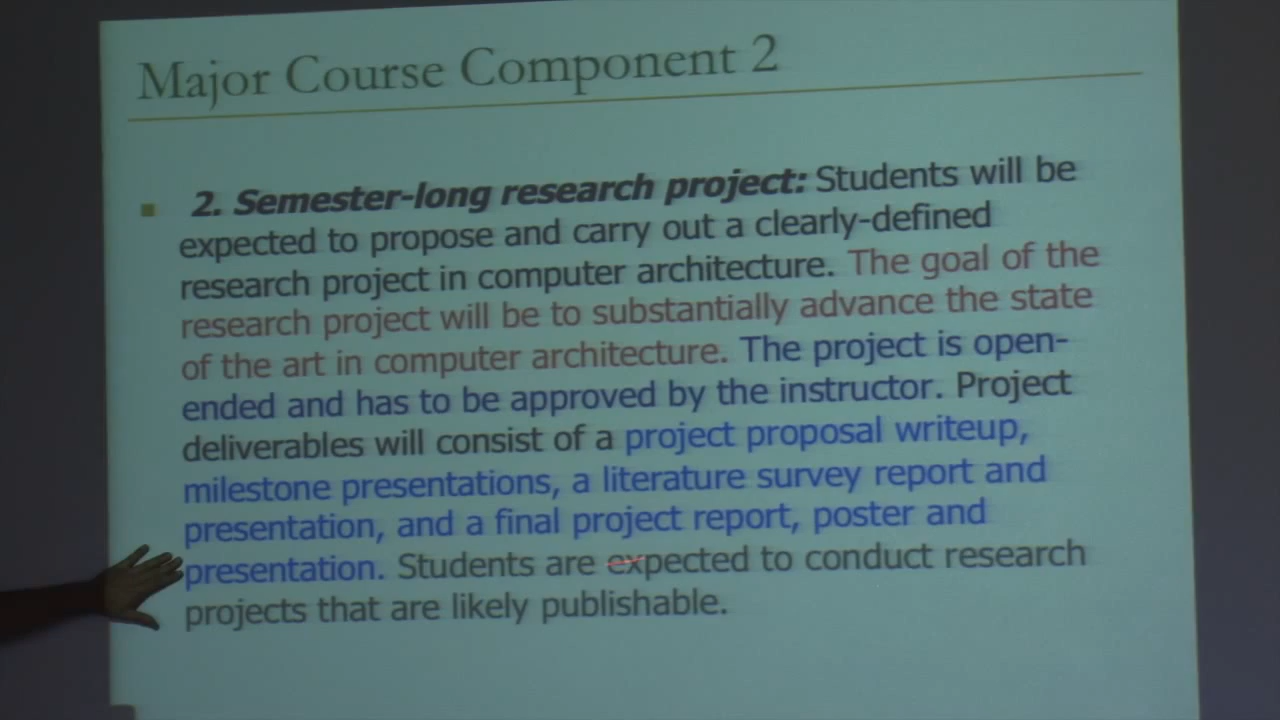 Major Course Component 2
2. Semester-long research project: Students will be
expected to propose and carry out a clearly-defined
research project in computer architecture. The goal of the
research project will be to substantially advance the state
of the art in computer architecture. The project is open-
ended and has to be approved by the instructor. Project
deliverables will consist of a project proposal writeup,
milestone presentations, a literature survey report and
presentation, and a final project report, poster and
presentation. Students are expected to conduct research
projects that are likely publishable.